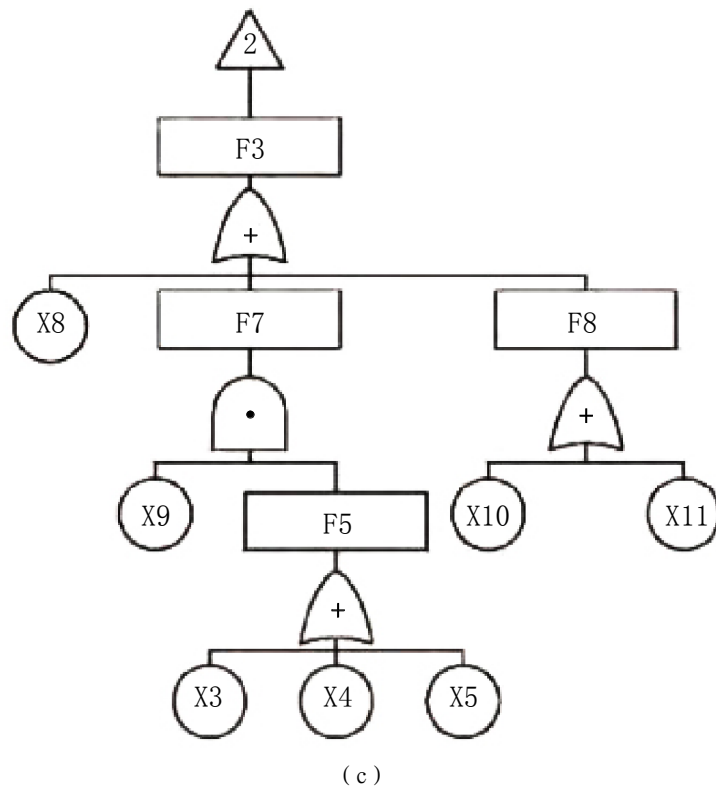 2
F3
+
X8 F7 F8
• +
X9 F5 X10 X11
+
X3 X4 X5
(c)